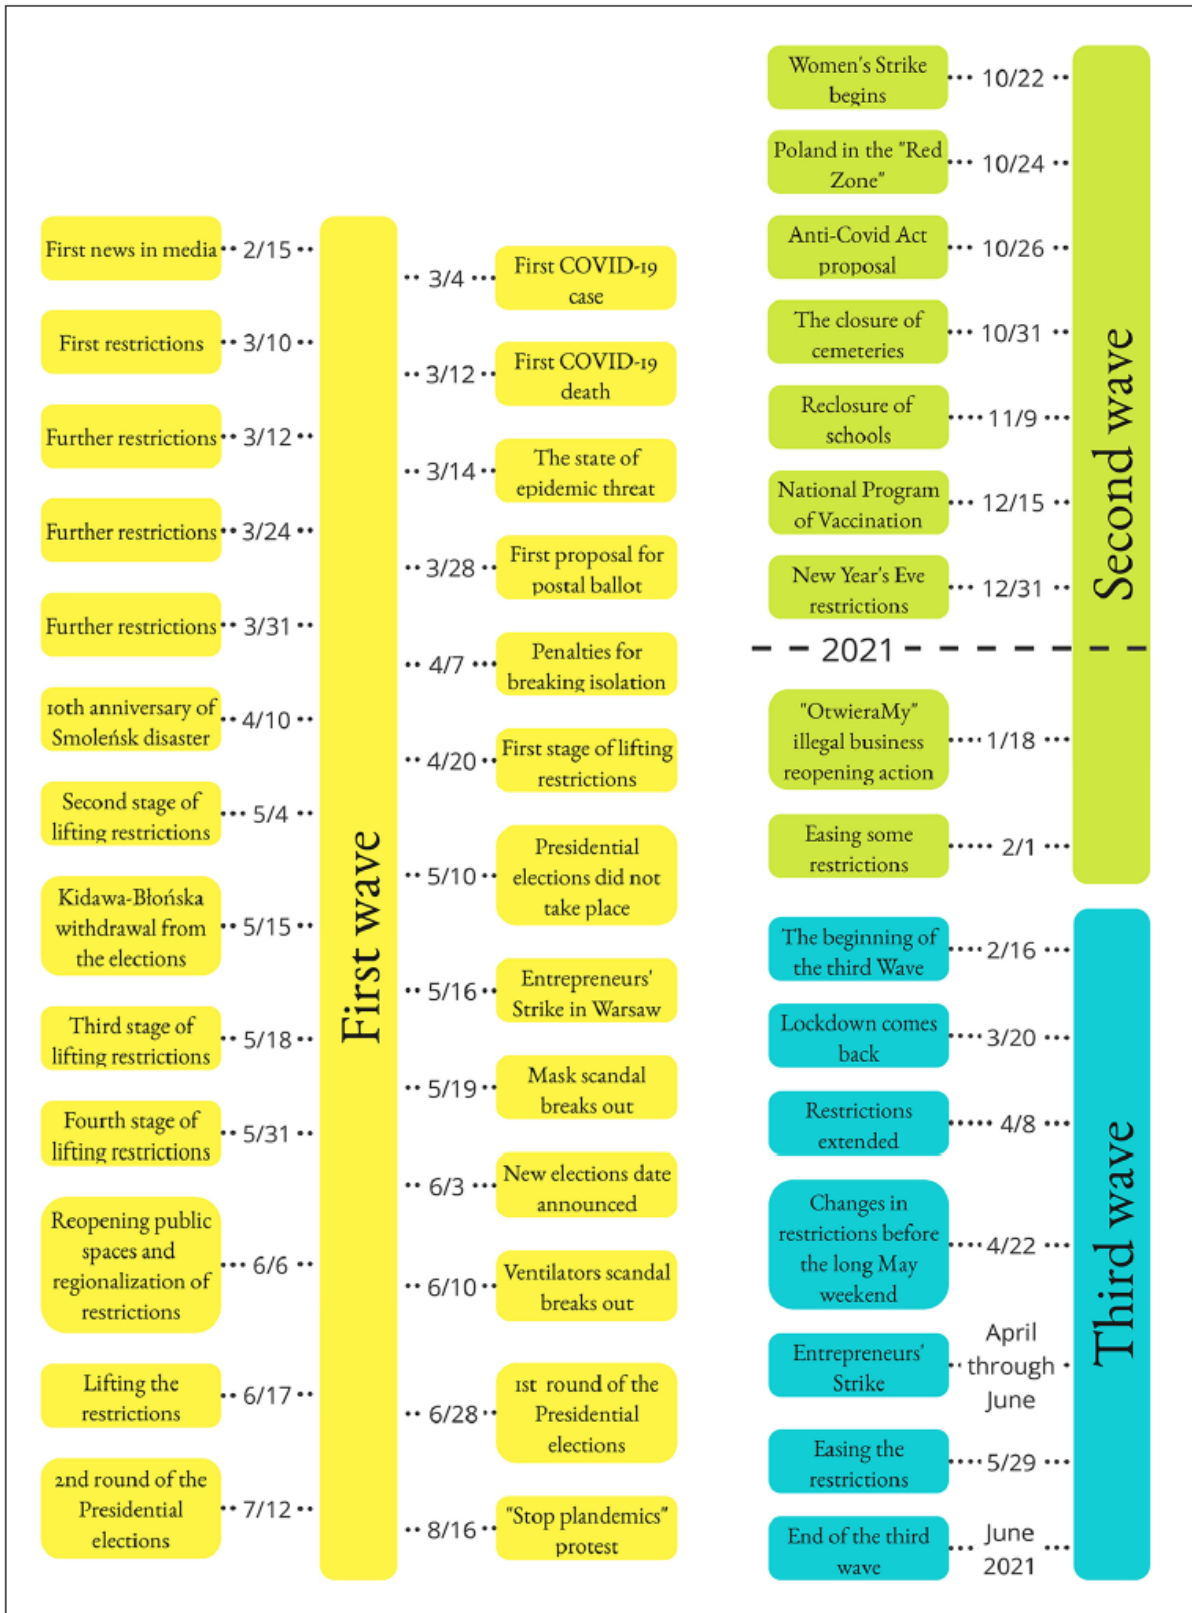 First news in media
2/15
First restrictions
3/10
Further restrictions
3/12
Further restrictions
3/24
Further restrictions
3/31
10th anniversary of
Smoleńsk disaster
4/10
Second stage of
lifting restrictions
5/4
Kidawa-Błońska
withdrawal from
the elections
5/15
Third stage of
lifting restrictions
5/18
Fourth stage of
lifting restrictions
5/31
Reopening public
spaces and
regionalization of
restrictions
6/6
Lifting the
restrictions
6/17
2nd round of the
Presidential
elections
7/12
First wave
3/4
First COVID-19
case
3/12
First COVID-19
death
3/14
The state of
epidemic threat
3/28
First proposal for
postal ballot
4/7
Penalties for
breaking isolation
4/20
First stage of lifting
restrictions
5/10
Presidential
elections did not
take place
5/16
Entrepreneurs'
Strike in Warsaw
5/19
Mask scandal
breaks out
6/3
New elections date
announced
6/10
Ventilators scandal
breaks out
6/28
1st round of the
Presidential
elections
8/16
"Stop plandemics"
protest
Women's Strike
begins
10/22
Poland in the "Red
Zone"
10/24
Anti-Covid Act
proposal
10/26
The closure of
cemeteries
10/31
Reclosure of
schools
11/9
National Program
of Vaccination
12/15
New Year's Eve
restrictions
12/31
2021
"OtwieraMy"
illegal business
reopening action
1/18
Easing some
restrictions
2/1
Second wave
The beginning of
the third Wave
2/16
Lockdown comes
back
3/20
Restrictions
extended
4/8
Changes in
restrictions before
the long May
weekend
4/22
Entrepreneurs'
Strike
April
through
June
Easing the
restrictions
5/29
End of the third
wave
June
2021
Third wave